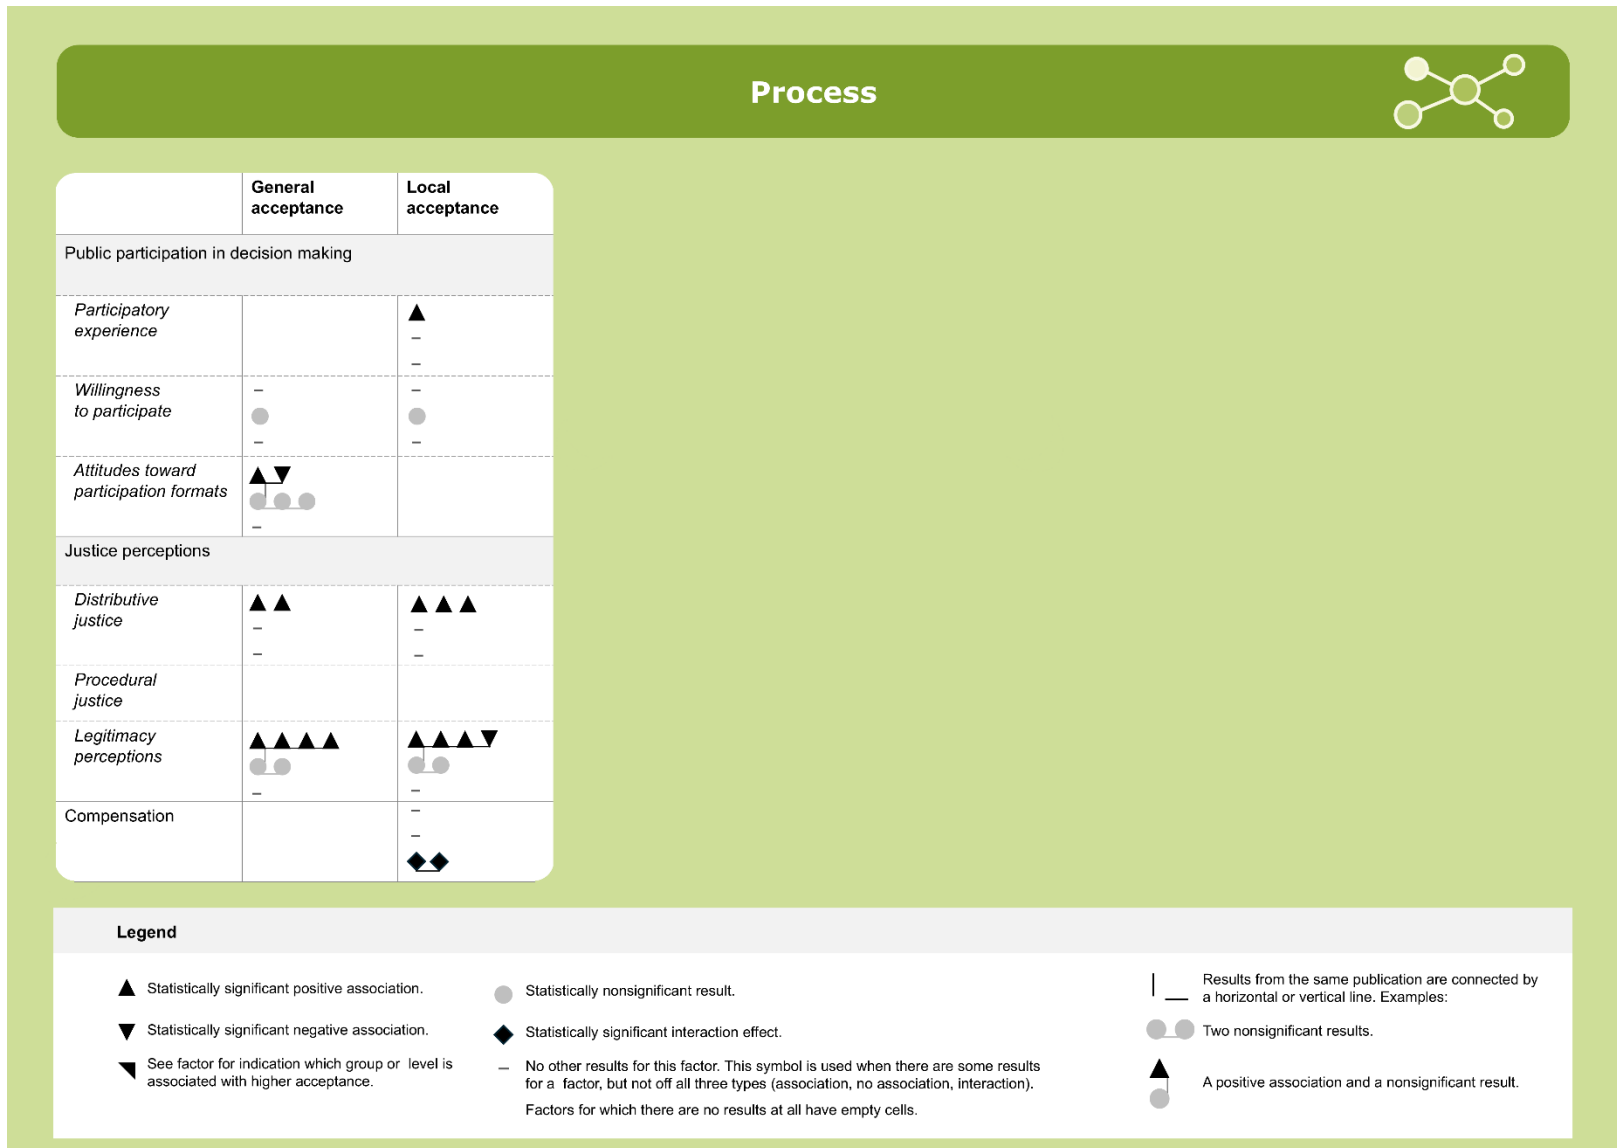 Process
General
acceptance
Local
acceptance
Public participation in decision making
Participatory
experience
–
–
Willingness
to participate
–
–
–
–
Attitudes toward
participation formats
–
Justice perceptions
Distributive
justice
–
–
–
–
Procedural
justice
Legitimacy
perceptions
–
–
Compensation
–
–
Legend
Statistically significant positive association.
Statistically significant negative association.
See factor for indication which group or level is
associated with higher acceptance.
Statistically nonsignificant result.
Statistically significant interaction effect.
– No other results for this factor. This symbol is used when there are some results
for a factor, but not off all three types (association, no association, interaction).
Factors for which there are no results at all have empty cells.
Results from the same publication are connected by
a horizontal or vertical line. Examples:
Two nonsignificant results.
A positive association and a nonsignificant result.